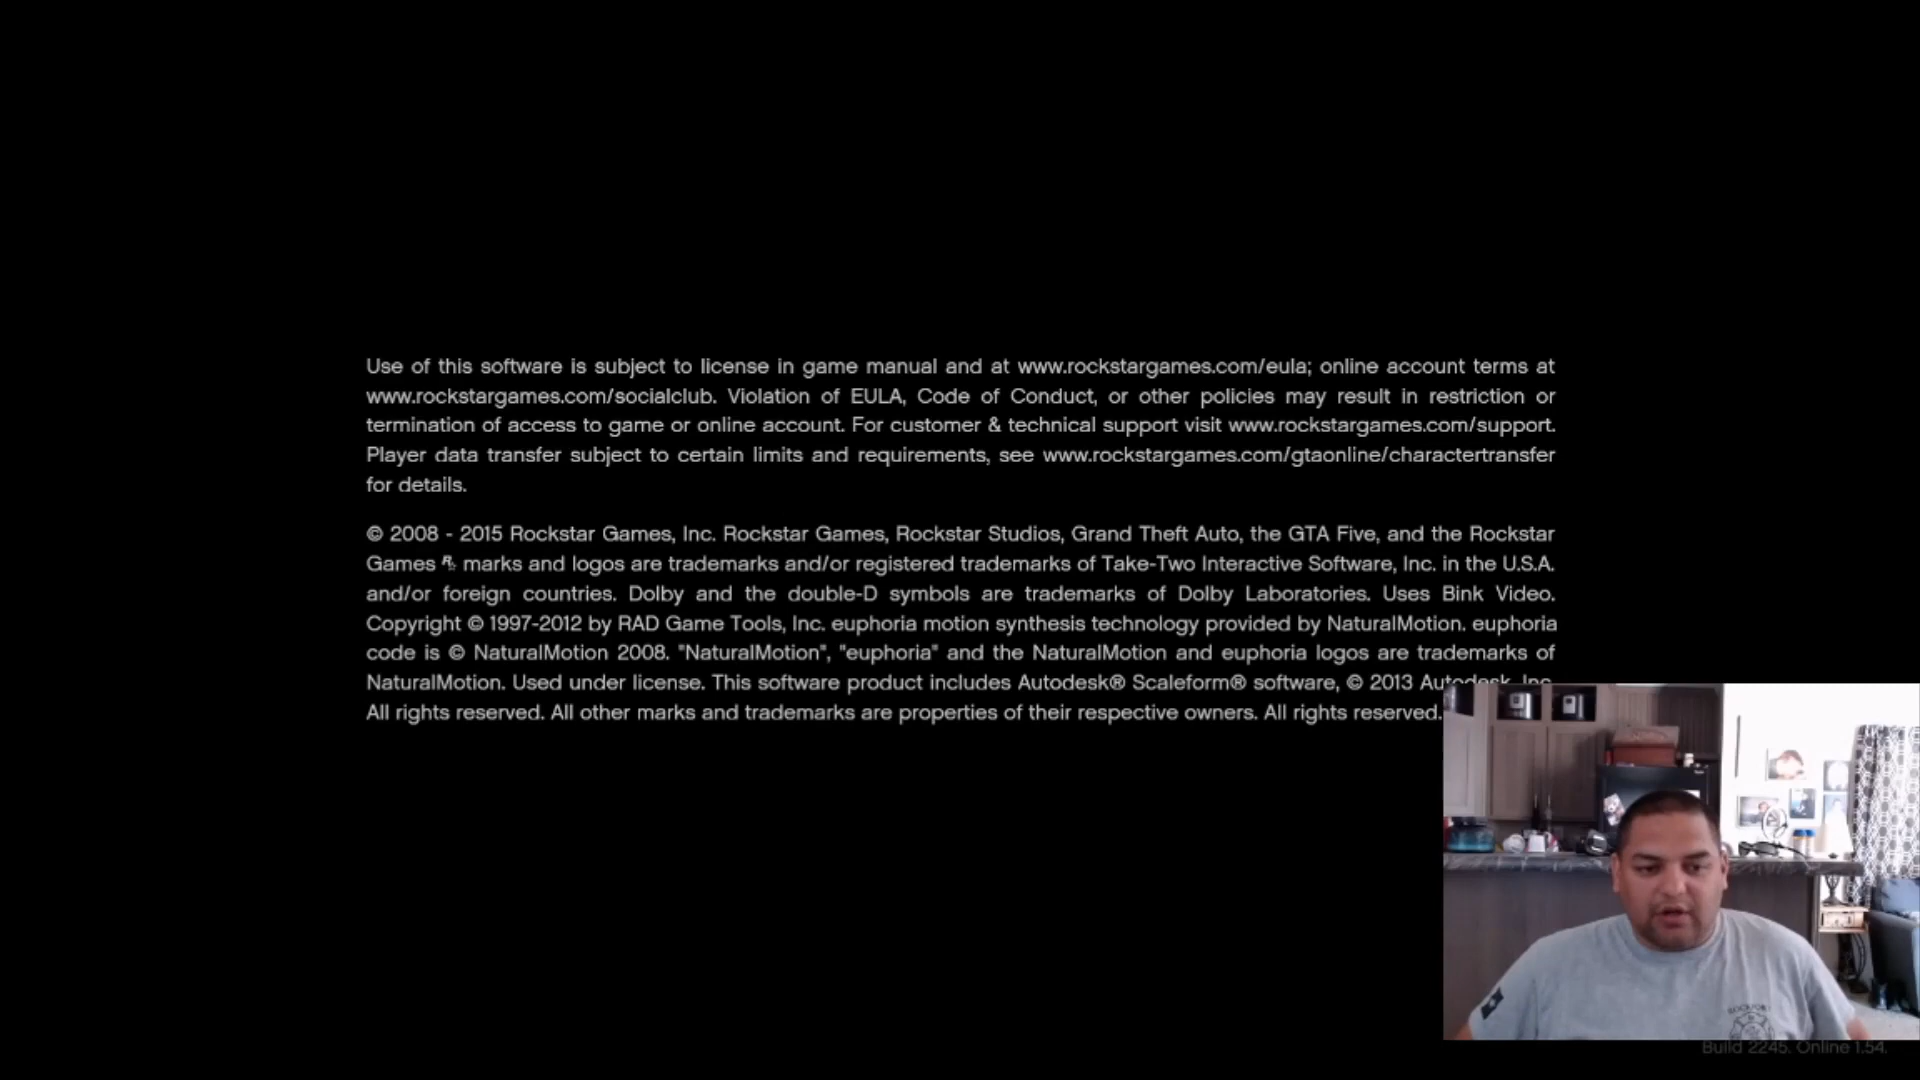 Use of this software is subject to license in game manual and at www.rockstargames.com/eula; online account terms at
www.rockstargames.com/socialclub. Violation of EULA, Code of Conduct, or other policies may result in restriction or
termination of access to game or online account. For customer & technical support visit www.rockstargames.com/support.
Player data transfer subject to certain limits and requirements, see www.rockstargames.com/gtaonline/charactertransfer
for details.
© 2008 - 2015 Rockstar Games, Inc. Rockstar Games, Rockstar Studios, Grand Theft Auto, the GTA Five, and the Rockstar
Games R* marks and logos are trademarks and/or registered trademarks of Take-Two Interactive Software, Inc. in the U.S.A.
and/or foreign countries. Dolby and the double-D symbols are trademarks of Dolby Laboratories. Uses Bink Video.
Copyright © 1997-2012 by RAD Game Tools, Inc. euphoria motion synthesis technology provided by NaturalMotion. euphoria
code is © NaturalMotion 2008. "NaturalMotion", "euphoria" and the NaturalMotion and euphoria logos are trademarks of
NaturalMotion. Used under license. This software product includes Autodesk® Scaleform® software, © 2013 Autodesk, Inc.
All rights reserved. All other marks and trademarks are properties of their respective owners. All rights reserved.
Build 2245. Online 1.54.